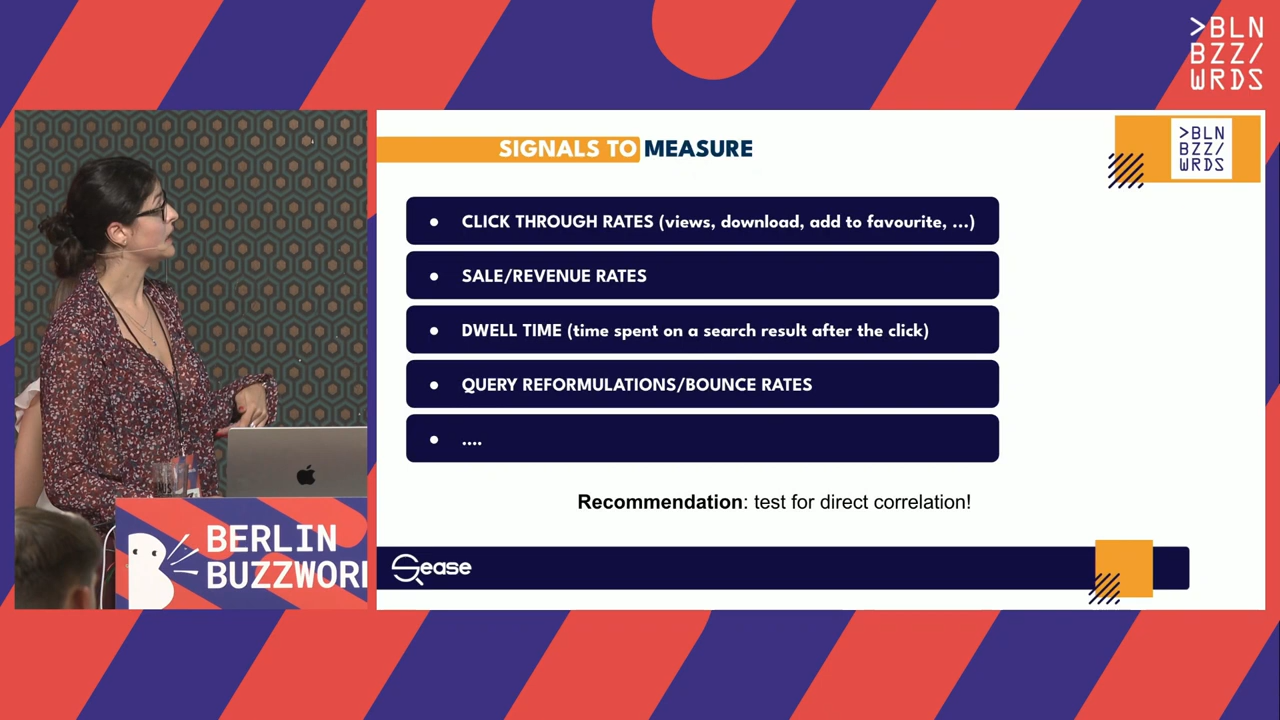 >BLN
BZZ/
WRDS
SIGNALS TO MEASURE
>BLN
BZZ/
WRDS
● CLICK THROUGH RATES (views, download, add to favourite, ...)
● SALE/REVENUE RATES
● DWELL TIME (time spent on a search result after the click)
● QUERY REFORMULATIONS/BOUNCE RATES
● ....
Recommendation: test for direct correlation!
Sease
BERLIN
BUZZWOR